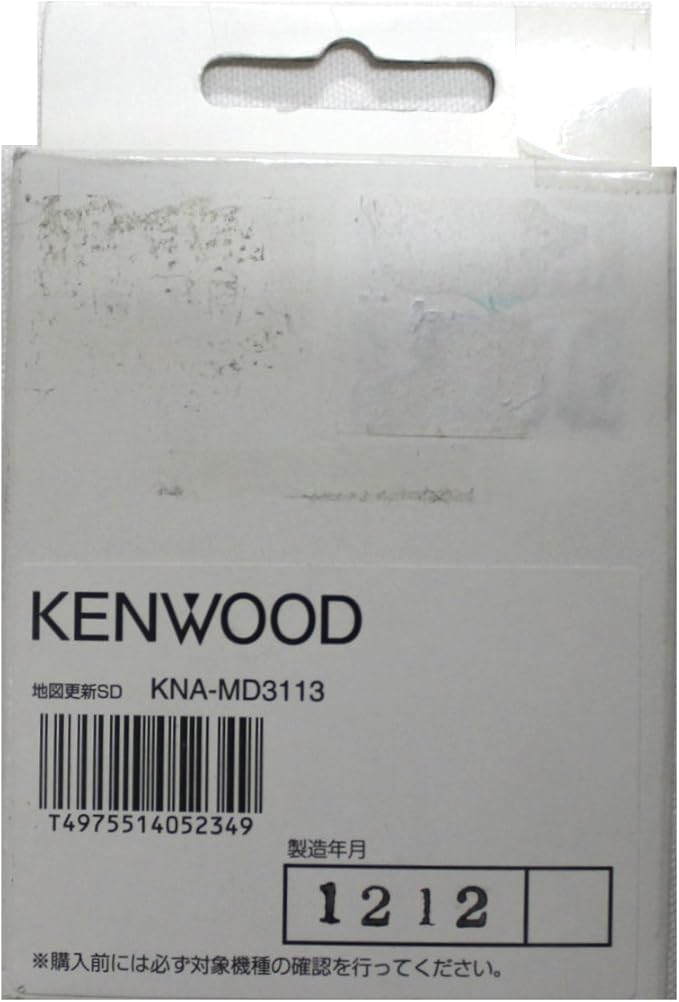 KENWOOD
地図更新SD KNA-MD3113
T4975514052349
製造年月
1212
※購入前には必ず対象機種の確認を行ってください。